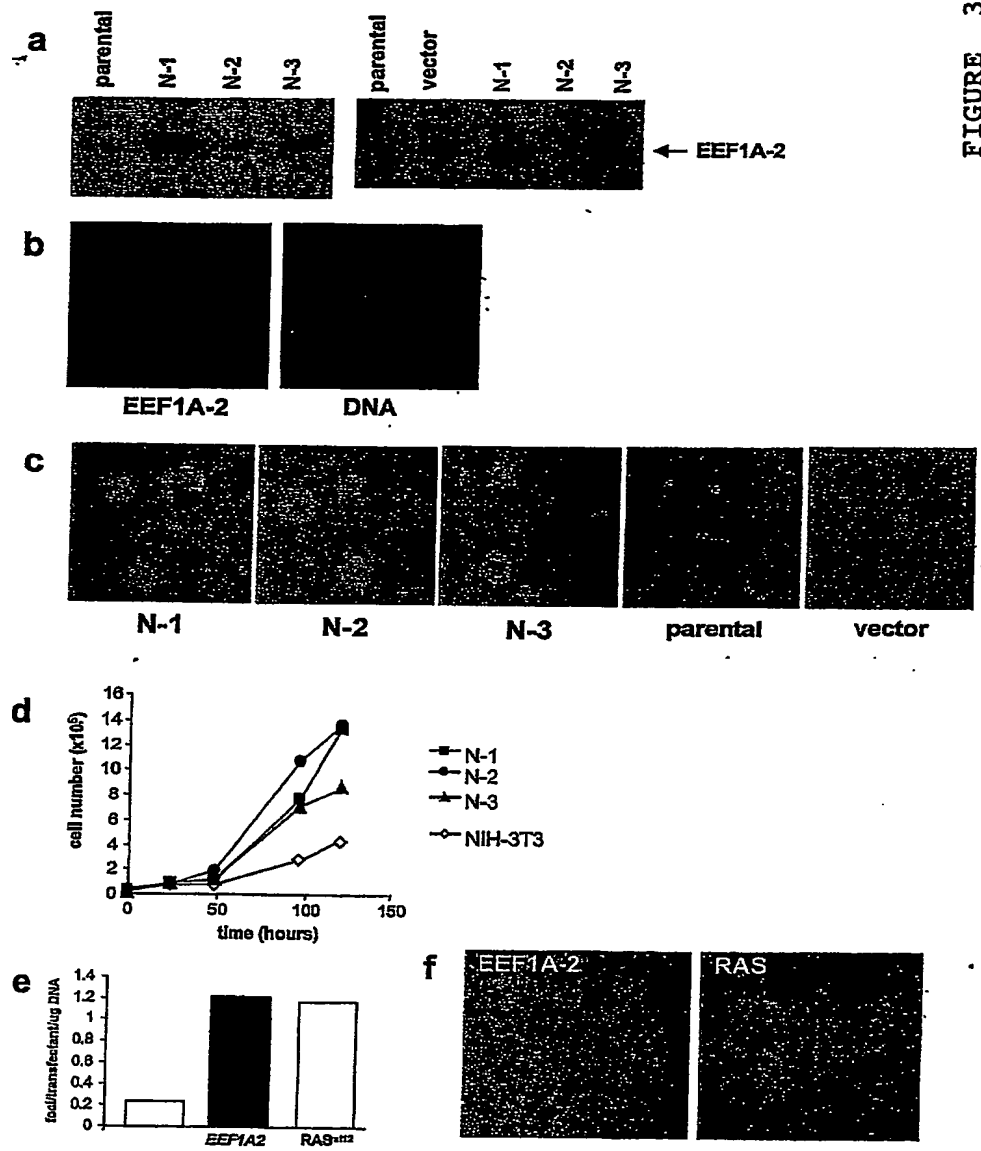 FIGURE 3
a
parental
N-1
N-2
N-3
parental
vector
N-1
N-2
N-3
EEF1A-2
b
EEF1A-2
DNA
c
N-1
N-2
N-3
parental
vector
d
cell number (x10⁵)
16
14
12
10
8
6
4
2
0
0
50
100
150
time (hours)
N-1
N-2
N-3
NIH-3T3
e
foci/transfectant/ug DNA
1.4
1.2
1
0.8
0.6
0.4
0.2
0
EEF1A2
f
EEF1A-2
RAS